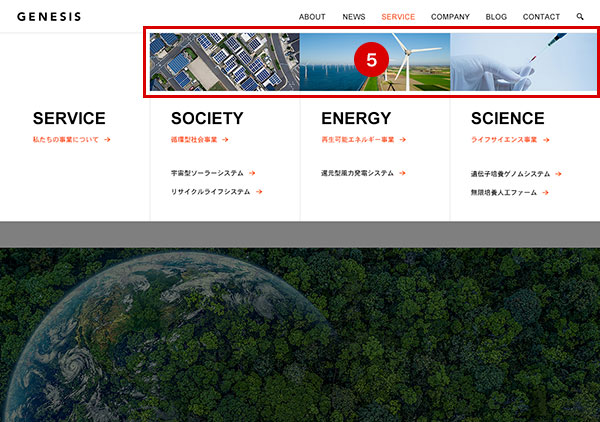 GENESIS
ABOUT NEWS SERVICE COMPANY BLOG CONTACT
5
SERVICE
私たちの事業について →
SOCIETY
循環型社会事業 →
宇宙型ソーラーシステム →
リサイクルライフシステム →
ENERGY
再生可能エネルギー事業 →
還元型風力発電システム →
SCIENCE
ライフサイエンス事業 →
遺伝子培養ゲノムシステム →
無限培養人工ファーム →